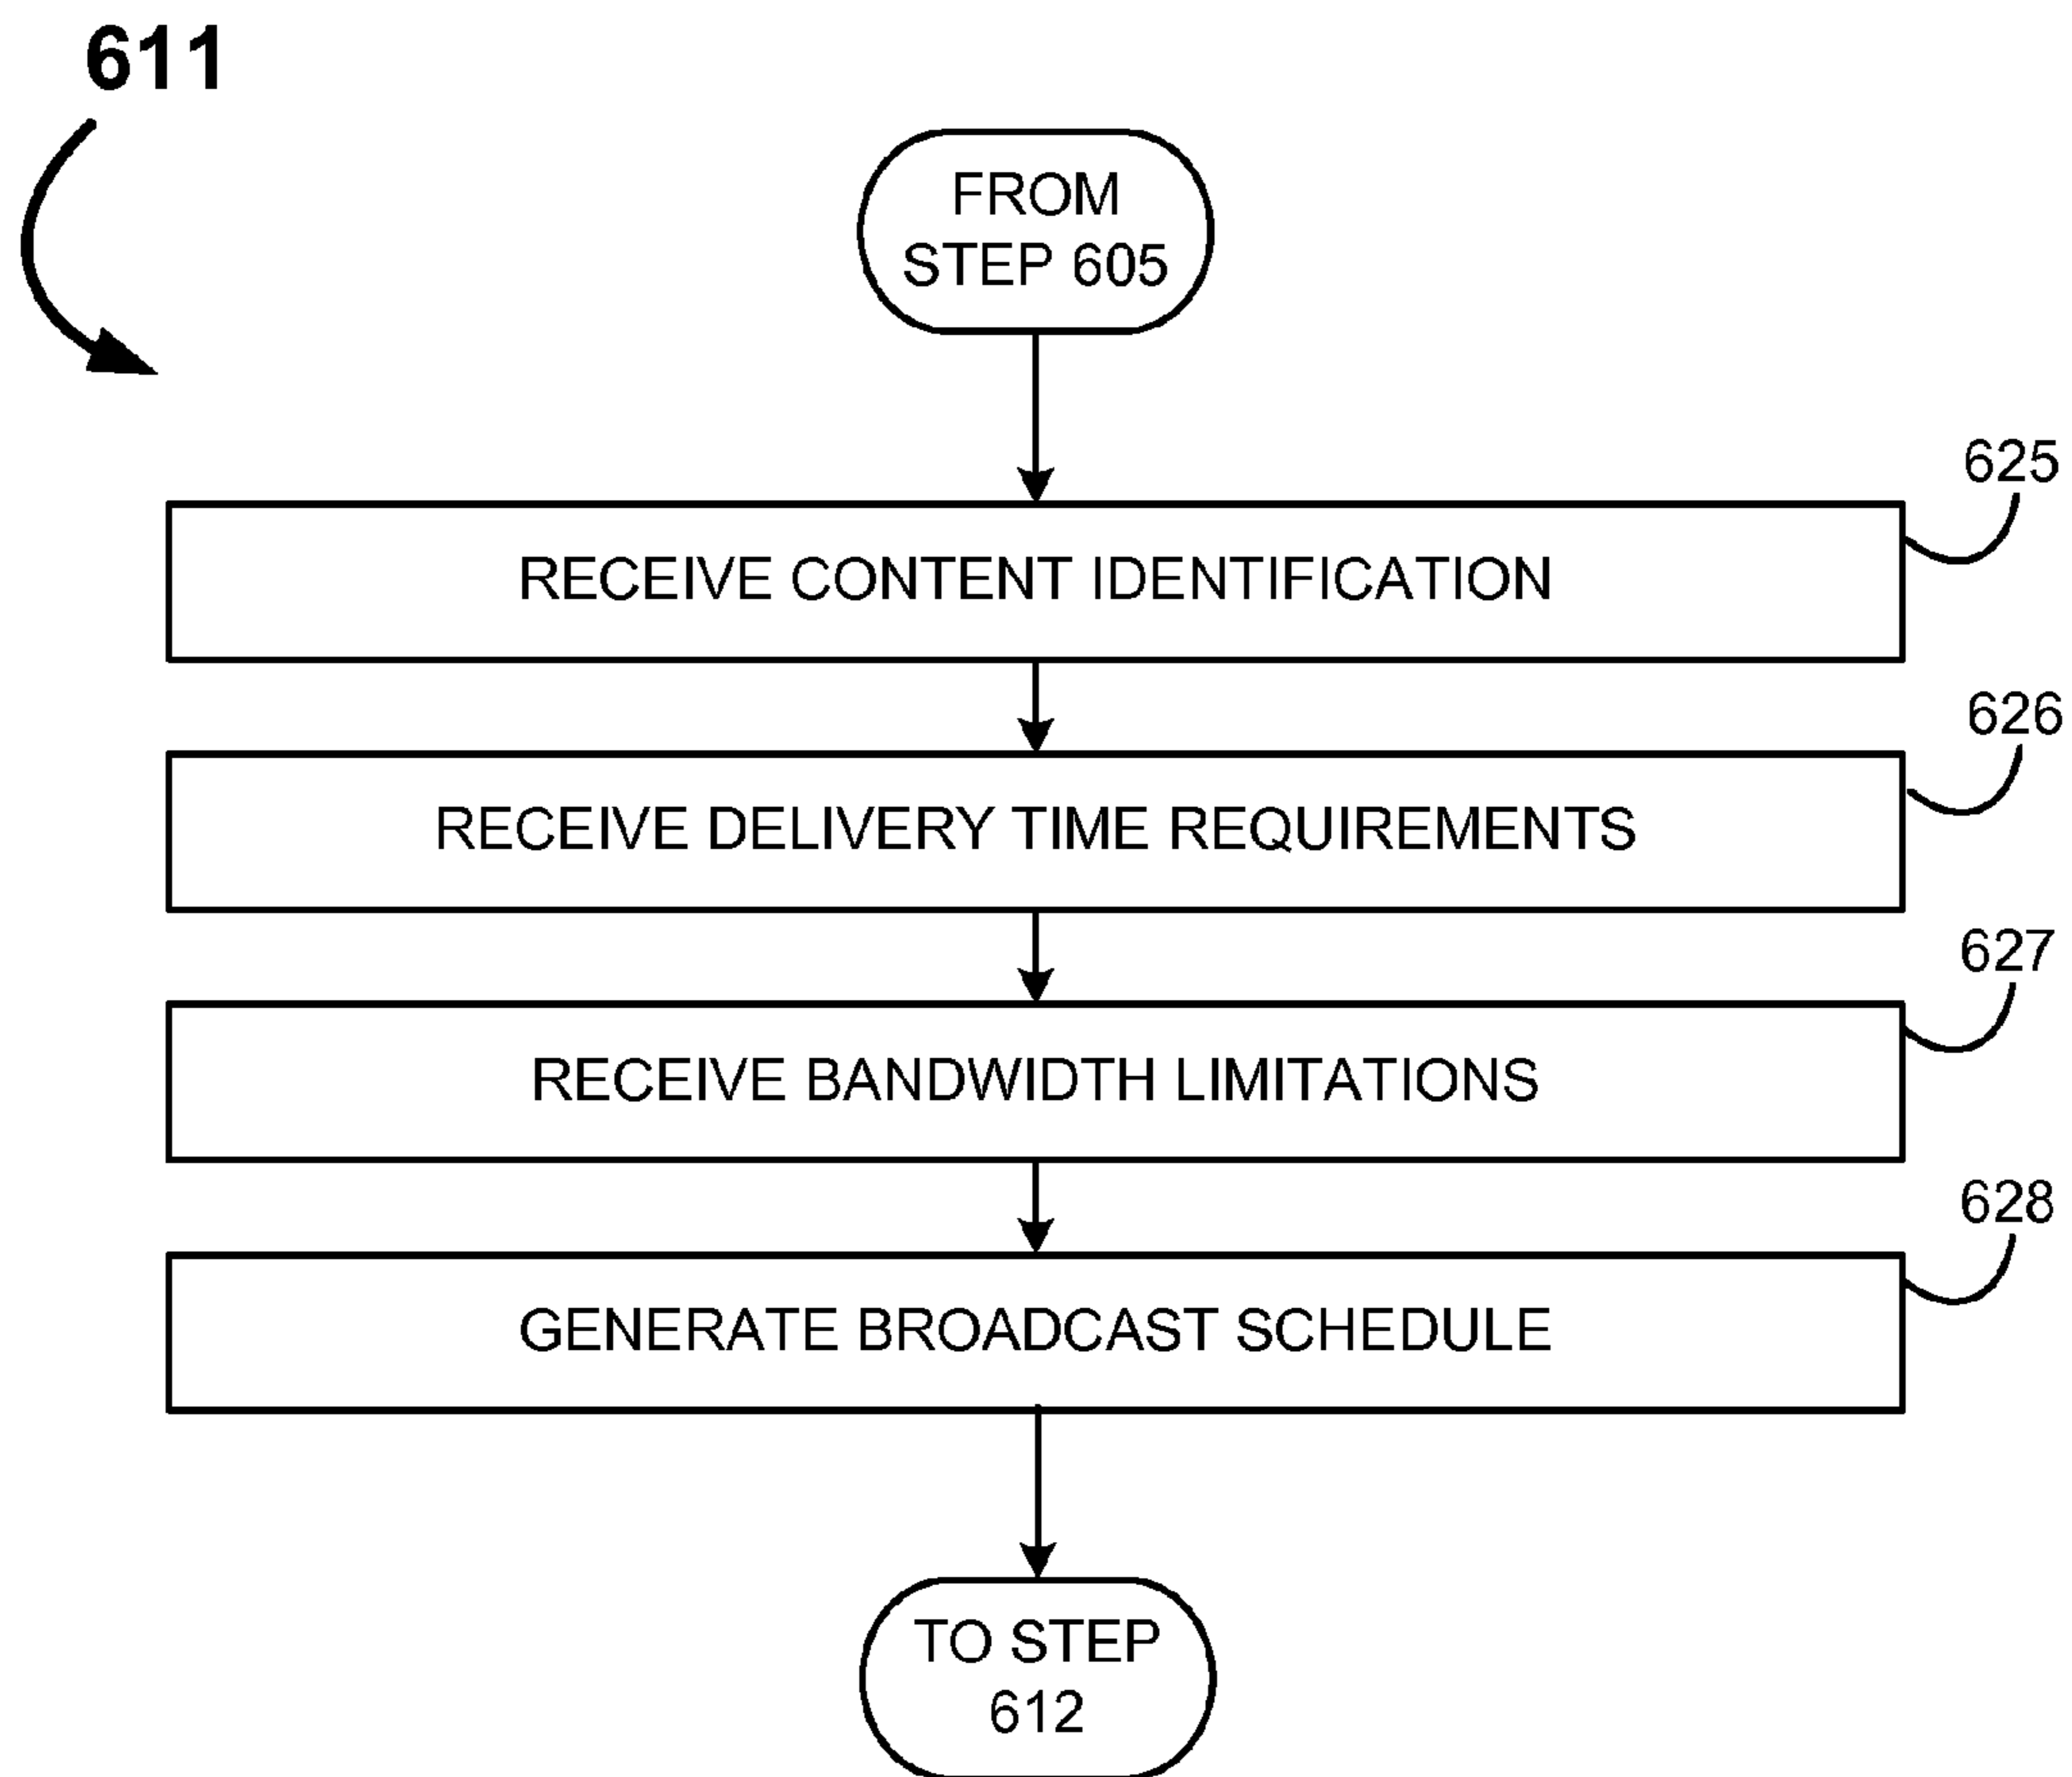 611
FROM
STEP 605
625
RECEIVE CONTENT IDENTIFICATION
626
RECEIVE DELIVERY TIME REQUIREMENTS
627
RECEIVE BANDWIDTH LIMITATIONS
628
GENERATE BROADCAST SCHEDULE
TO STEP
612